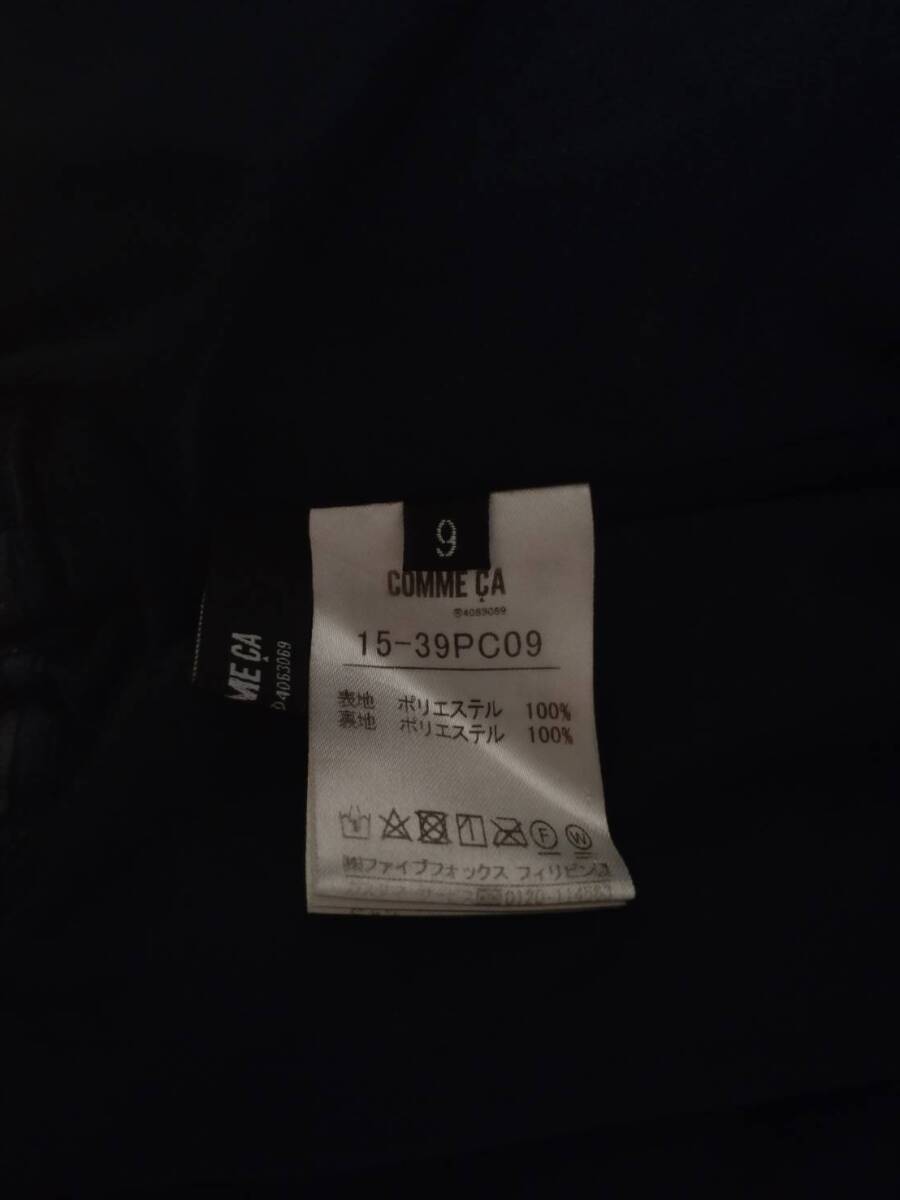 9
COMME ÇA
15-39PC09
表地 ポリエステル 100%
裏地 ポリエステル 100%
F W
㈱ファイブフォックス フィリピン
ME ÇA
4063069